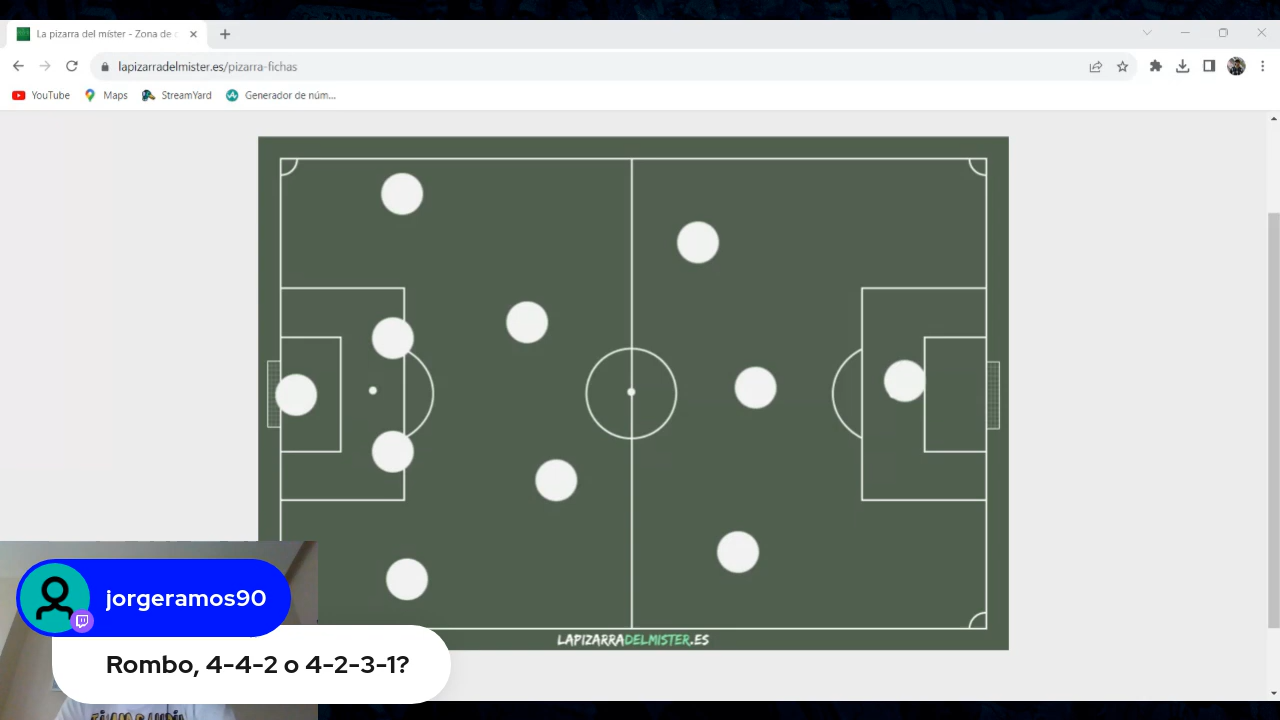 La pizarra del míster - Zona de
lapizarradelmister.es/pizarra-fichas
YouTube
Maps
StreamYard
Generador de núm...
LAPIZARRADELMISTER.ES
jorgeramos90
Rombo, 4-4-2 o 4-2-3-1?